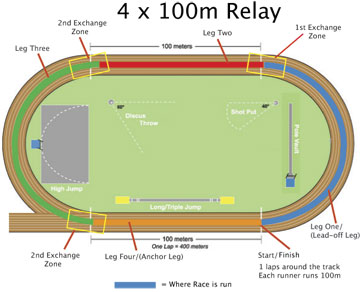 4 x 100m Relay
2nd Exchange
Zone
1st Exchange
Zone
Leg Three
Leg Two
100 meters
60°
40°
Discus
Throw
Shot Put
Pole Vault
High Jump
Long/Triple Jump
100 meters
One Lap = 400 meters
Leg One/
(Lead-off Leg)
2nd Exchange
Zone
Leg Four/(Anchor Leg)
Start/Finish
1 laps around the track
Each runner runs 100m
= Where Race is run